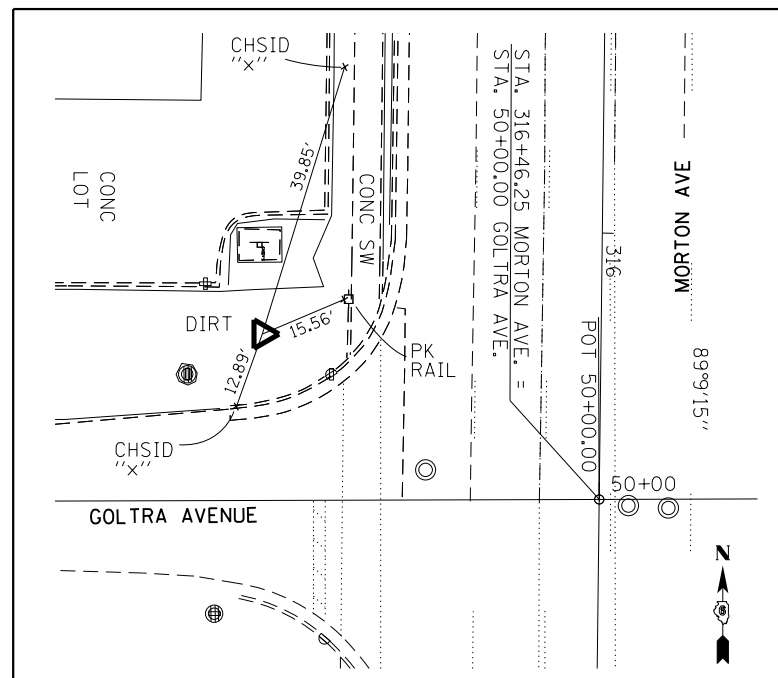 CHSID
"x"
39.85'
CONC
LOT
CONC SW
DIRT
15.56'
12.89'
PK
RAIL
CHSID
"x"
STA. 316+46.25 MORTON AVE. =
STA. 50+00.00 GOLTRA AVE.
316
MORTON AVE
POT 50+00.00
89°9'15"
50+00
GOLTRA AVENUE
N
6